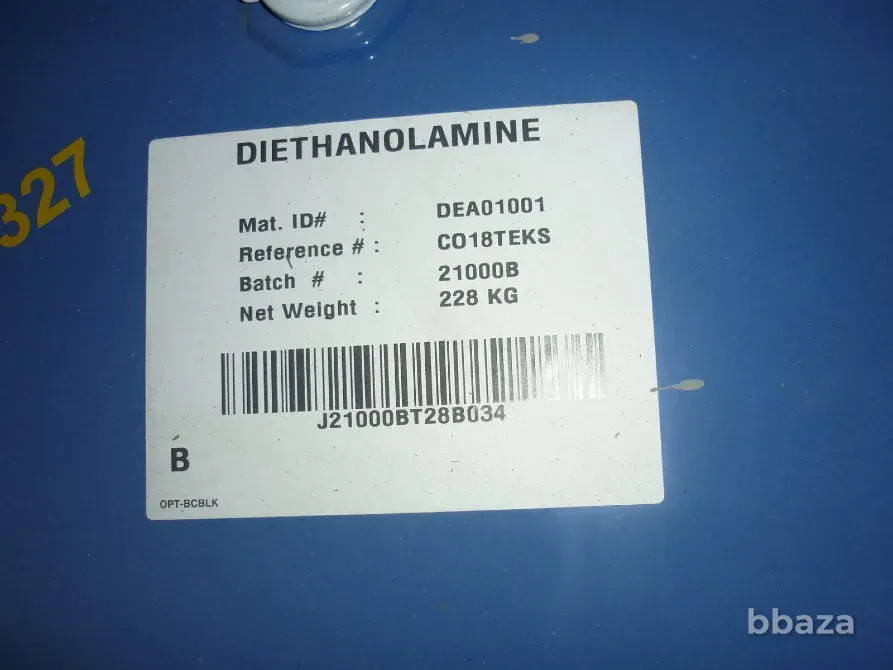 327
DIETHANOLAMINE
Mat. ID# : DEA01001
Reference # : CO18TEKS
Batch # : 21000B
Net Weight : 228 KG
J21000BT28B034
B
OPT-BCBLK
bbaza